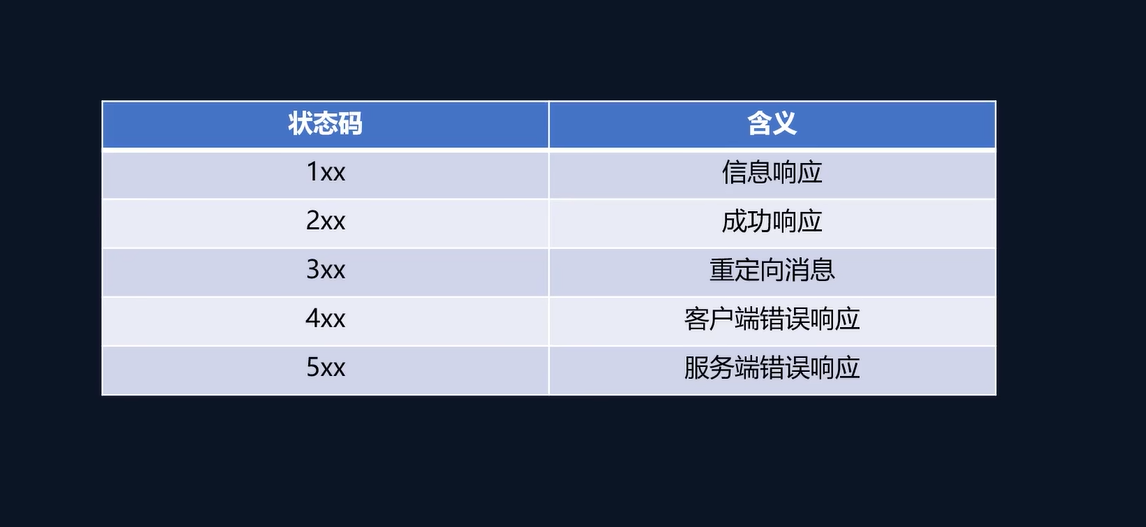 状态码 含义
1xx 信息响应
2xx 成功响应
3xx 重定向消息
4xx 客户端错误响应
5xx 服务端错误响应